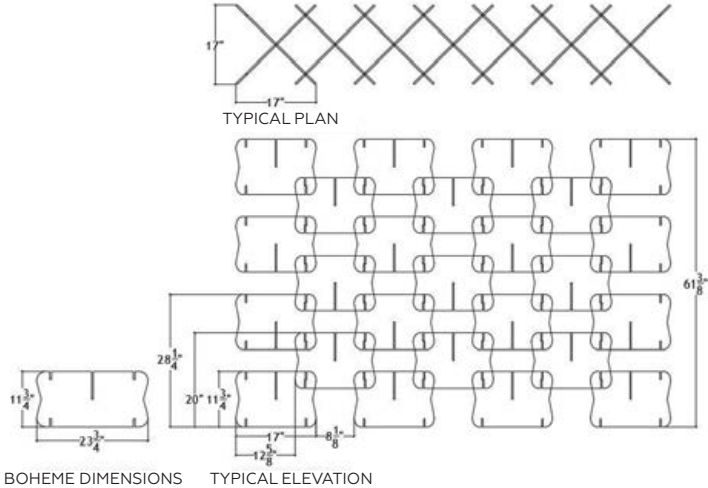 17"
17"
TYPICAL PLAN
61 3/8"
28 1/4"
20" 11 3/4"
11 3/4"
17" 8 1/8"
23 3/4"
12 5/8"
BOHEME DIMENSIONS TYPICAL ELEVATION